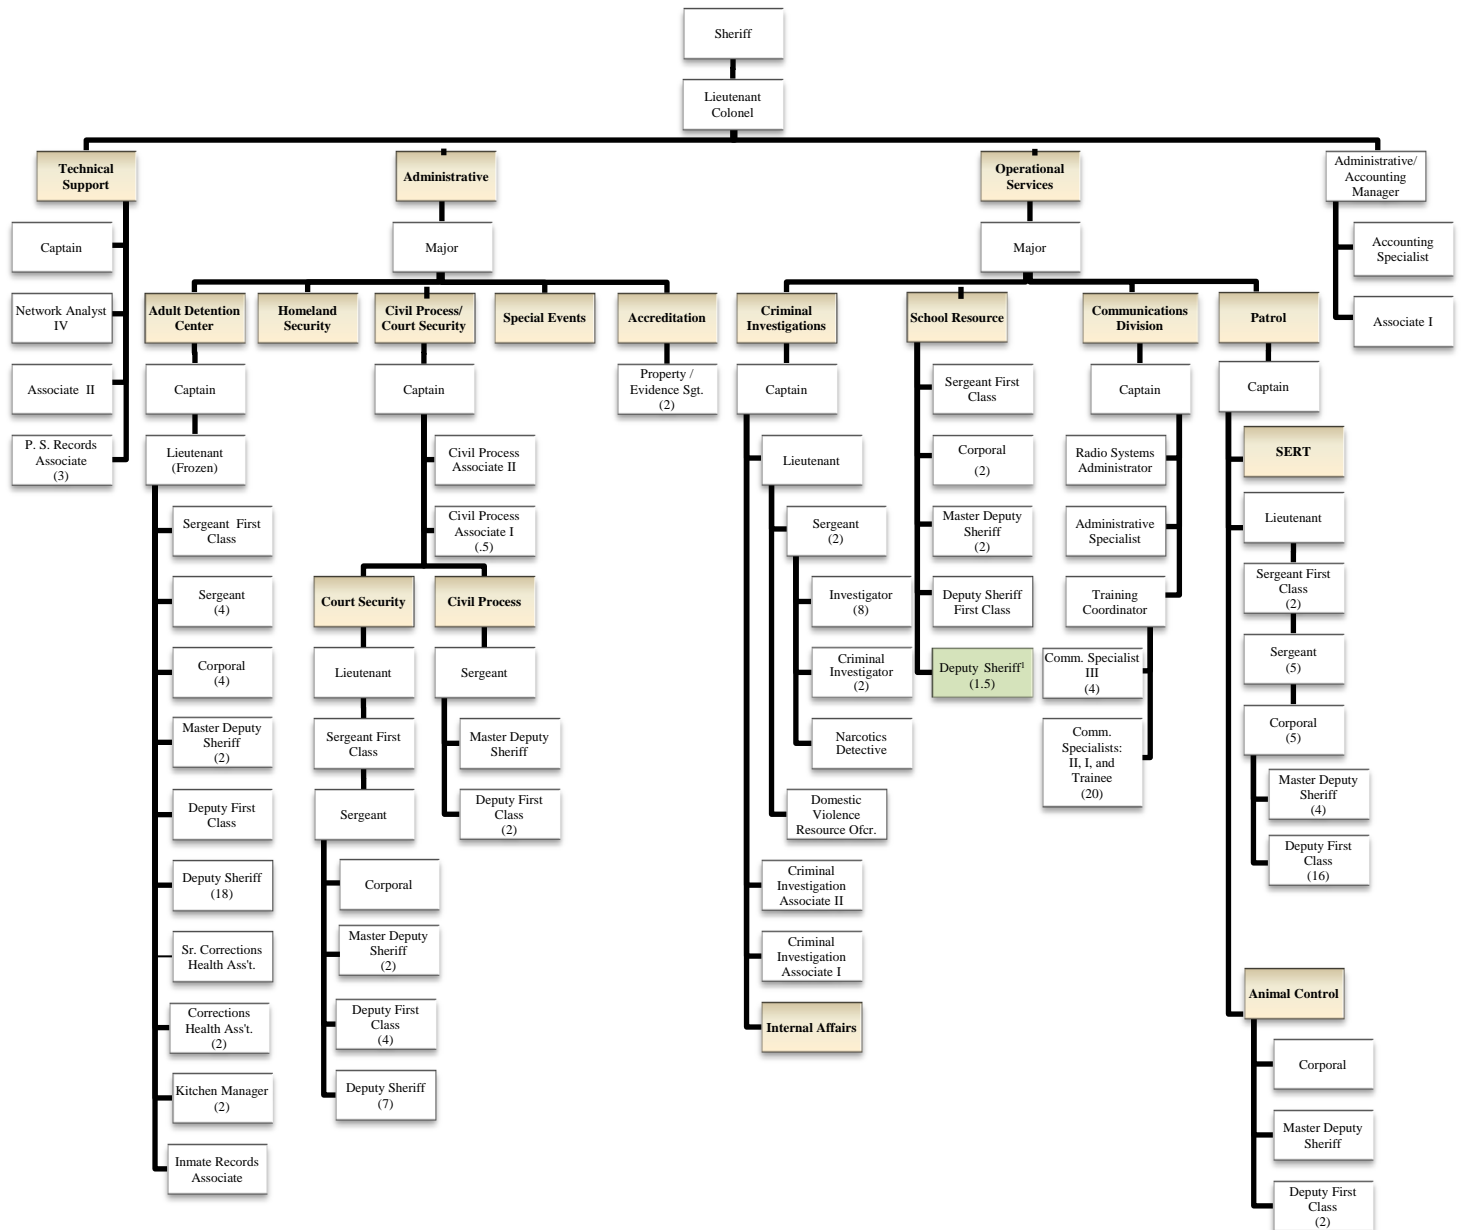 Sheriff
Lieutenant
Colonel
Technical
Support
Captain
Network Analyst
IV
Associate II
P. S. Records
Associate
(3)
Administrative
Major
Adult Detention
Center
Captain
Lieutenant
(Frozen)
Sergeant First
Class
Sergeant
(4)
Corporal
(4)
Master Deputy
Sheriff
(2)
Deputy First
Class
Deputy Sheriff
(18)
Sr. Corrections
Health Ass't.
Corrections
Health Ass't.
(2)
Kitchen Manager
(2)
Inmate Records
Associate
Homeland
Security
Civil Process/
Court Security
Captain
Civil Process
Associate II
Civil Process
Associate I
(.5)
Court Security
Lieutenant
Sergeant First
Class
Sergeant
Corporal
Master Deputy
Sheriff
(2)
Deputy First
Class
(4)
Deputy Sheriff
(7)
Civil Process
Sergeant
Master Deputy
Sheriff
Deputy First
Class
(2)
Special Events
Accreditation
Property /
Evidence Sgt.
(2)
Operational
Services
Major
Criminal
Investigations
Captain
Lieutenant
Sergeant
(2)
Investigator
(8)
Criminal
Investigator
(2)
Narcotics
Detective
Domestic
Violence
Resource Ofcr.
Criminal
Investigation
Associate II
Criminal
Investigation
Associate I
Internal Affairs
School Resource
Sergeant First
Class
Corporal
(2)
Master Deputy
Sheriff
(2)
Deputy Sheriff
First Class
Deputy Sheriff¹
(1.5)
Communications
Division
Captain
Radio Systems
Administrator
Administrative
Specialist
Training
Coordinator
Comm. Specialist
III
(4)
Comm.
Specialists:
II, I, and
Trainee
(20)
Patrol
Captain
SERT
Lieutenant
Sergeant First
Class
(2)
Sergeant
(5)
Corporal
(5)
Master Deputy
Sheriff
(4)
Deputy First
Class
(16)
Animal Control
Corporal
Master Deputy
Sheriff
Deputy First
Class
(2)
Administrative/
Accounting
Manager
Accounting
Specialist
Associate I